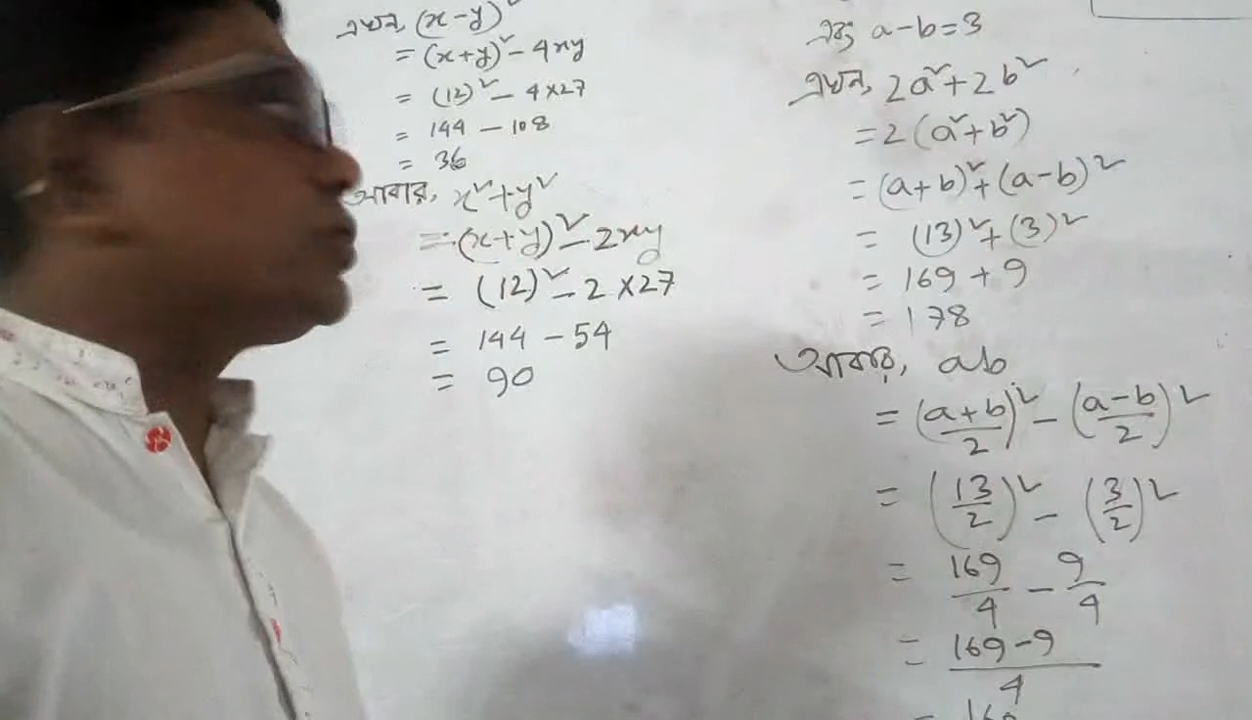 এখন, (x-y)²
= (x+y)² - 4xy
= (12)² - 4×27
= 144 - 108
= 36
আবার, x²+y²
= (x+y)² - 2xy
= (12)² - 2×27
= 144 - 54
= 90
এবং a-b=3
এখন, 2a²+2b²
=2(a²+b²)
=(a+b)²+(a-b)²
= (13)²+(3)²
= 169+9
= 178
আবার, ab
= ((a+b)/2)² - ((a-b)/2)²
= (13/2)² - (3/2)²
= 169/4 - 9/4
= (169-9)/4